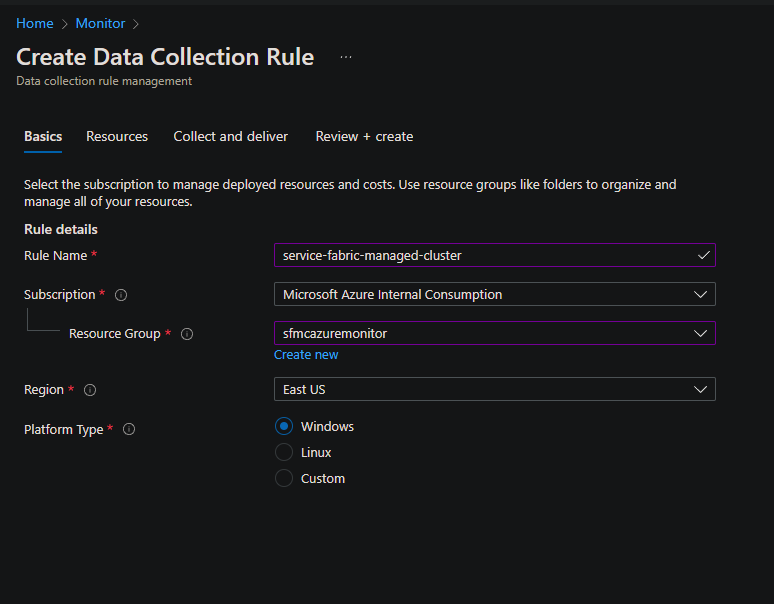 Home > Monitor >
Create Data Collection Rule ...
Data collection rule management
Basics Resources Collect and deliver Review + create
Select the subscription to manage deployed resources and costs. Use resource groups like folders to organize and
manage all of your resources.
Rule details
Rule Name * service-fabric-managed-cluster
Subscription * Microsoft Azure Internal Consumption
Resource Group * sfmcazuremonitor
Create new
Region * East US
Platform Type * Windows
Linux
Custom